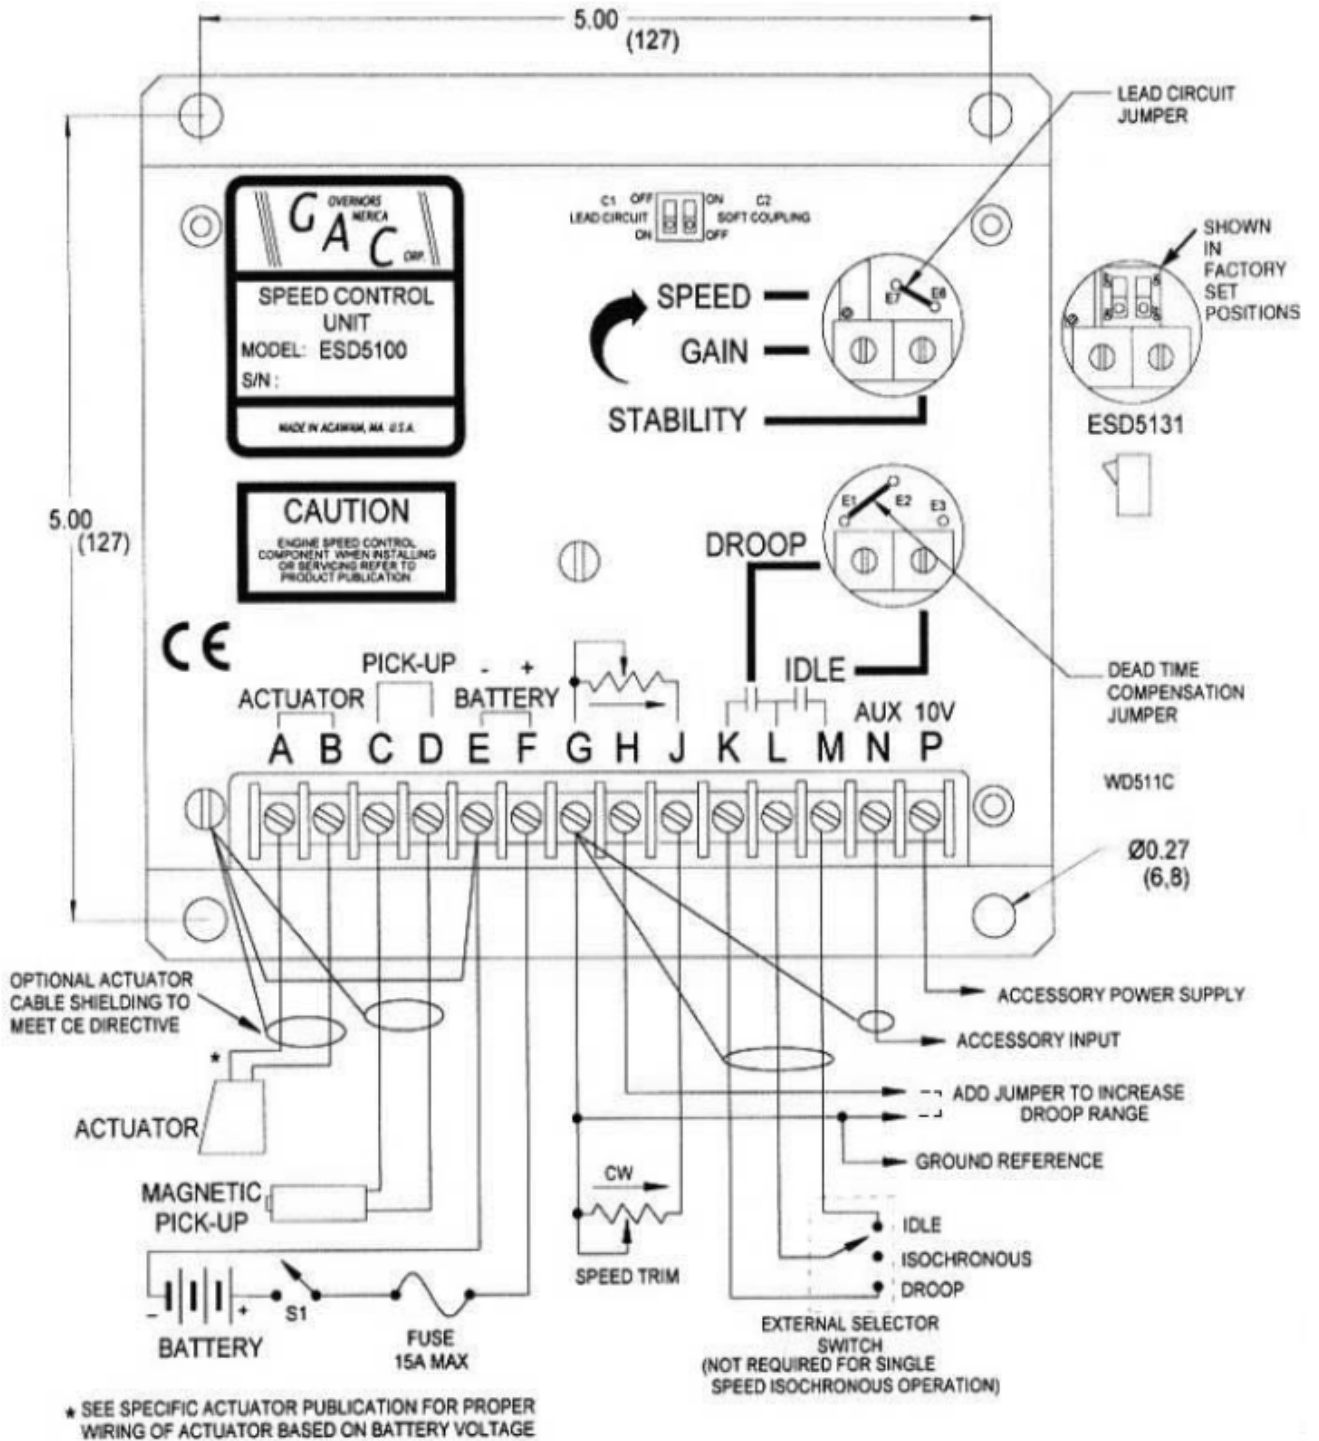 5.00
(127)
LEAD CIRCUIT
JUMPER
GOVERNORS
AMERICA
CORP.
C1 OFF ON C2
LEAD CIRCUIT SOFT COUPLING
ON OFF
SHOWN
IN
FACTORY
SET
POSITIONS
SPEED CONTROL
UNIT
MODEL: ESD5100
S/N :
MADE IN AGAWAM, MA U.S.A.
SPEED
GAIN
STABILITY
E7 E6
ESD5131
5.00
(127)
CAUTION
ENGINE SPEED CONTROL
COMPONENT WHEN INSTALLING
OR SERVICING REFER TO
PRODUCT PUBLICATION
E1 E2 E3
DROOP
CE
PICK-UP - +
ACTUATOR BATTERY
IDLE
AUX 10V
A B C D E F G H J K L M N P
DEAD TIME
COMPENSATION
JUMPER
WD511C
Ø0.27
(6,8)
OPTIONAL ACTUATOR
CABLE SHIELDING TO
MEET CE DIRECTIVE
*
ACTUATOR
ACCESSORY POWER SUPPLY
ACCESSORY INPUT
ADD JUMPER TO INCREASE
DROOP RANGE
GROUND REFERENCE
MAGNETIC
PICK-UP
CW
SPEED TRIM
IDLE
ISOCHRONOUS
DROOP
- +
BATTERY
S1
FUSE
15A MAX
EXTERNAL SELECTOR
SWITCH
(NOT REQUIRED FOR SINGLE
SPEED ISOCHRONOUS OPERATION)
* SEE SPECIFIC ACTUATOR PUBLICATION FOR PROPER
WIRING OF ACTUATOR BASED ON BATTERY VOLTAGE